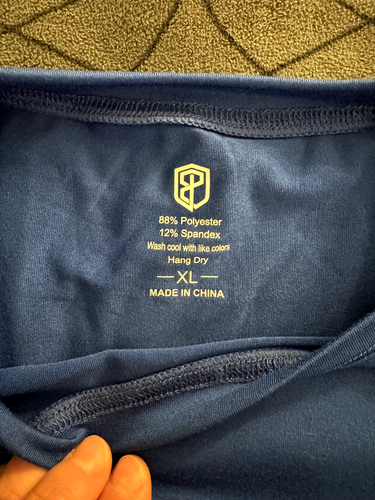 88% Polyester
12% Spandex
Wash cool with like colors
Hang Dry
XL
MADE IN CHINA